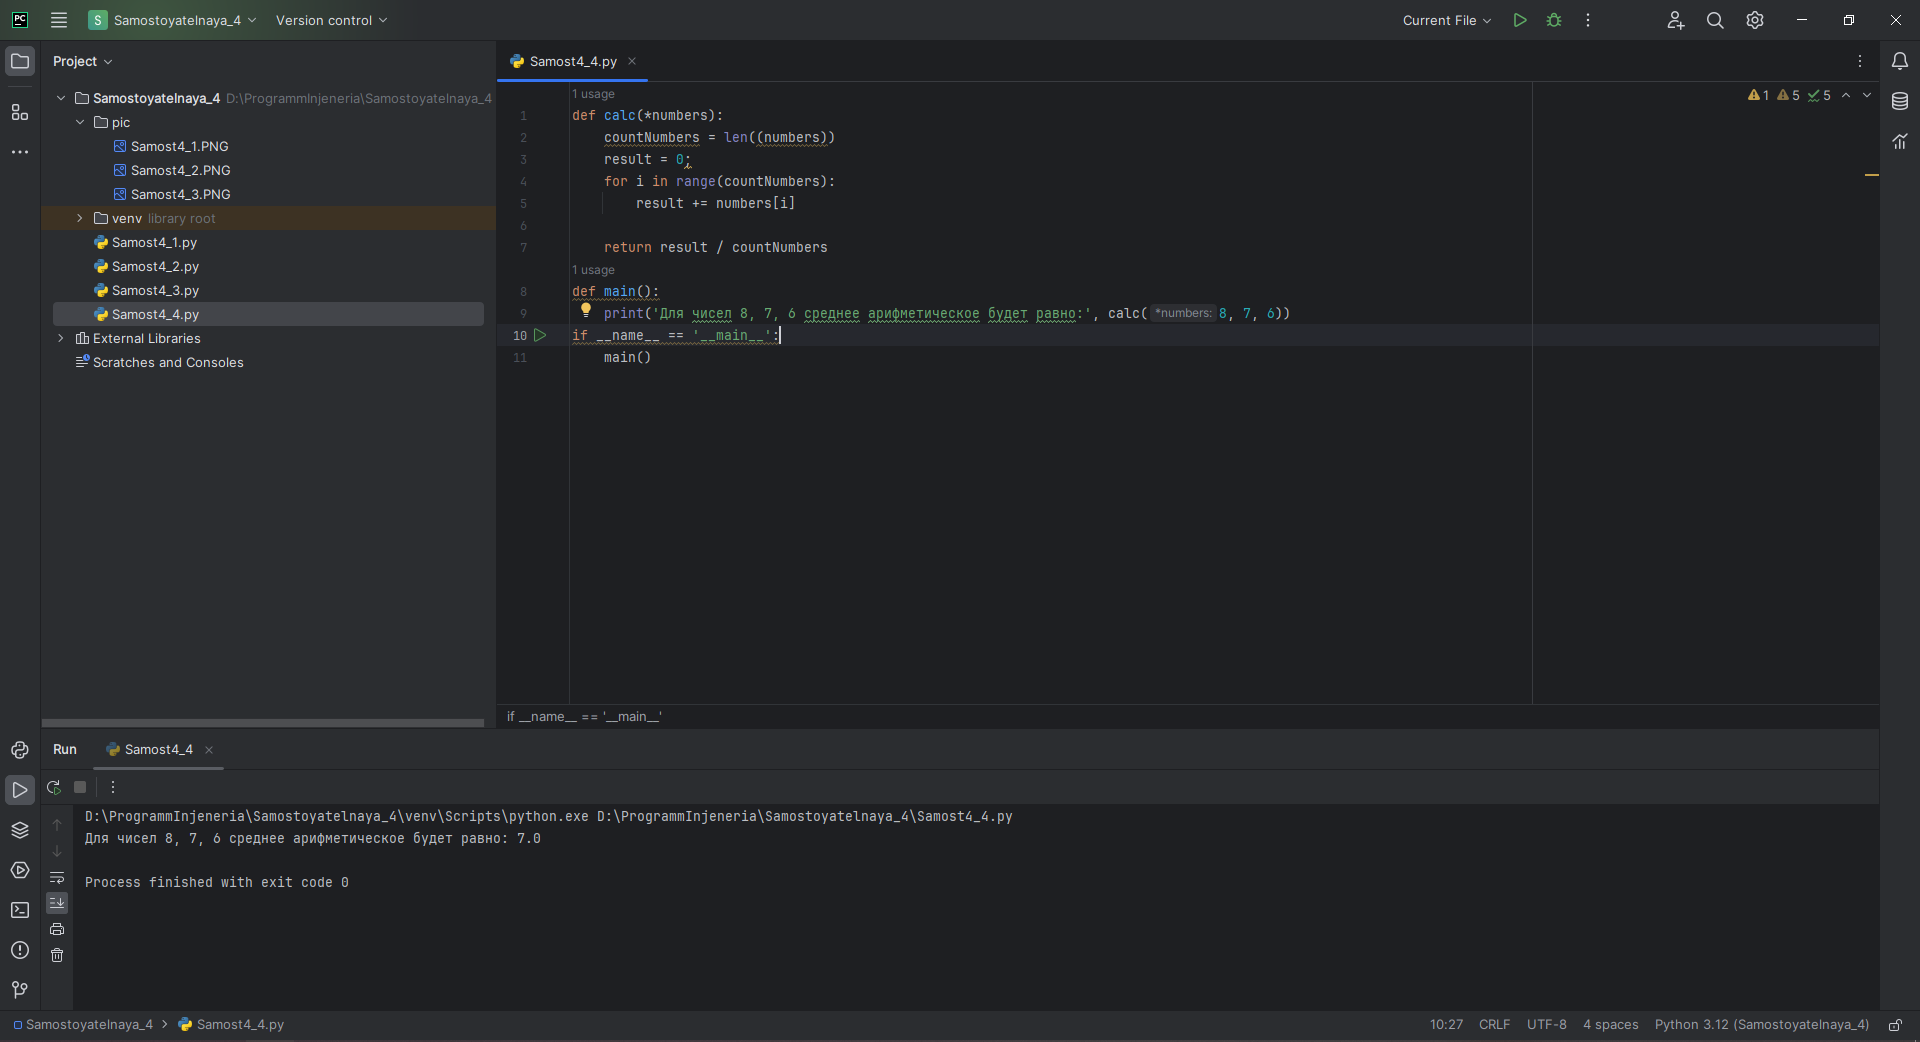 PC S Samostoyatelnaya_4 Version control Current File
Project
Samostoyatelnaya_4 D:\ProgrammInjeneria\Samostoyatelnaya_4
pic
Samost4_1.PNG
Samost4_2.PNG
Samost4_3.PNG
venv library root
Samost4_1.py
Samost4_2.py
Samost4_3.py
Samost4_4.py
External Libraries
Scratches and Consoles
Samost4_4.py
1 5 5
1 usage
1 def calc(*numbers):
2 countNumbers = len((numbers))
3 result = 0;
4 for i in range(countNumbers):
5 result += numbers[i]
6
7 return result / countNumbers
1 usage
8 def main():
9 print('Для чисел 8, 7, 6 среднее арифметическое будет равно:', calc( *numbers: 8, 7, 6))
10 if __name__ == '__main__':
11 main()
if __name__ == '__main__'
Run Samost4_4
D:\ProgrammInjeneria\Samostoyatelnaya_4\venv\Scripts\python.exe D:\ProgrammInjeneria\Samostoyatelnaya_4\Samost4_4.py
Для чисел 8, 7, 6 среднее арифметическое будет равно: 7.0
Process finished with exit code 0
Samostoyatelnaya_4 Samost4_4.py 10:27 CRLF UTF-8 4 spaces Python 3.12 (Samostoyatelnaya_4)